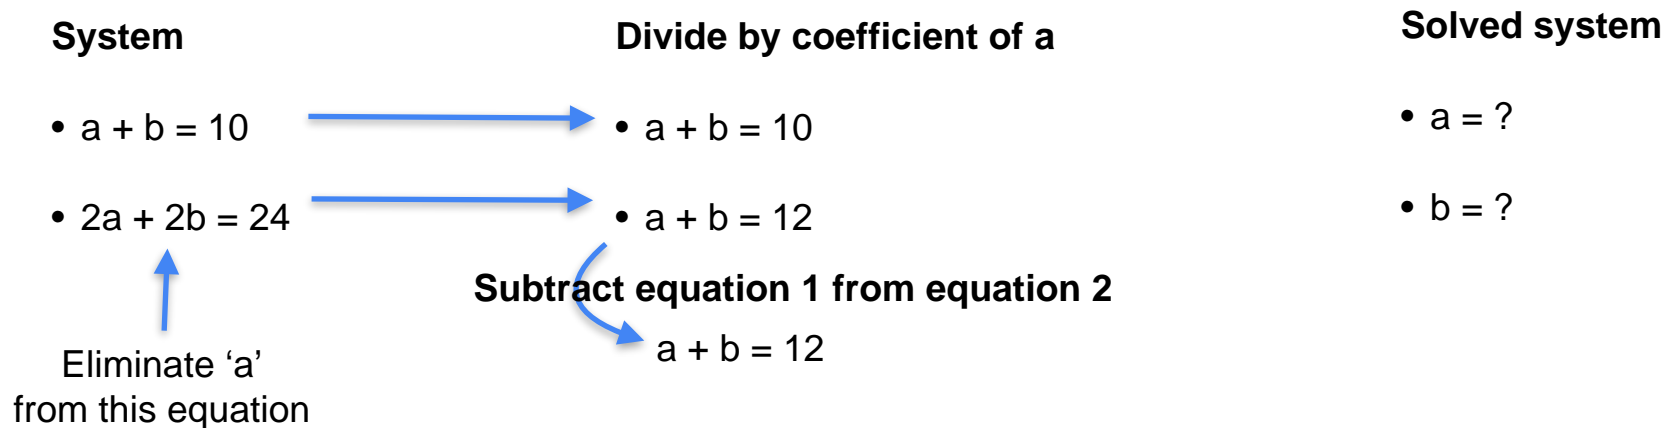 System
• a + b = 10
• 2a + 2b = 24
Eliminate ‘a’
from this equation
Divide by coefficient of a
• a + b = 10
• a + b = 12
Subtract equation 1 from equation 2
a + b = 12
Solved system
• a = ?
• b = ?